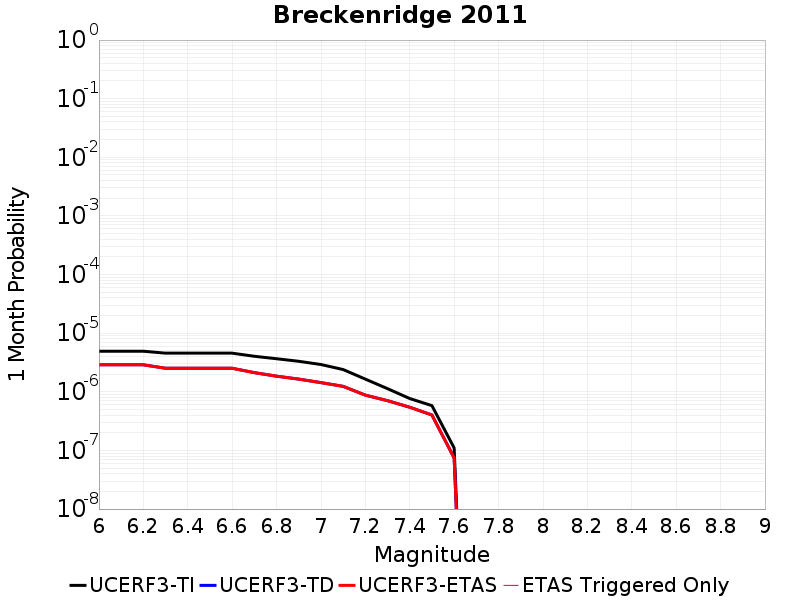 Breckenridge 2011
1 Month Probability
10^0
10^-1
10^-2
10^-3
10^-4
10^-5
10^-6
10^-7
10^-8
6 6.2 6.4 6.6 6.8 7 7.2 7.4 7.6 7.8 8 8.2 8.4 8.6 8.8 9
Magnitude
UCERF3-TI UCERF3-TD UCERF3-ETAS ETAS Triggered Only